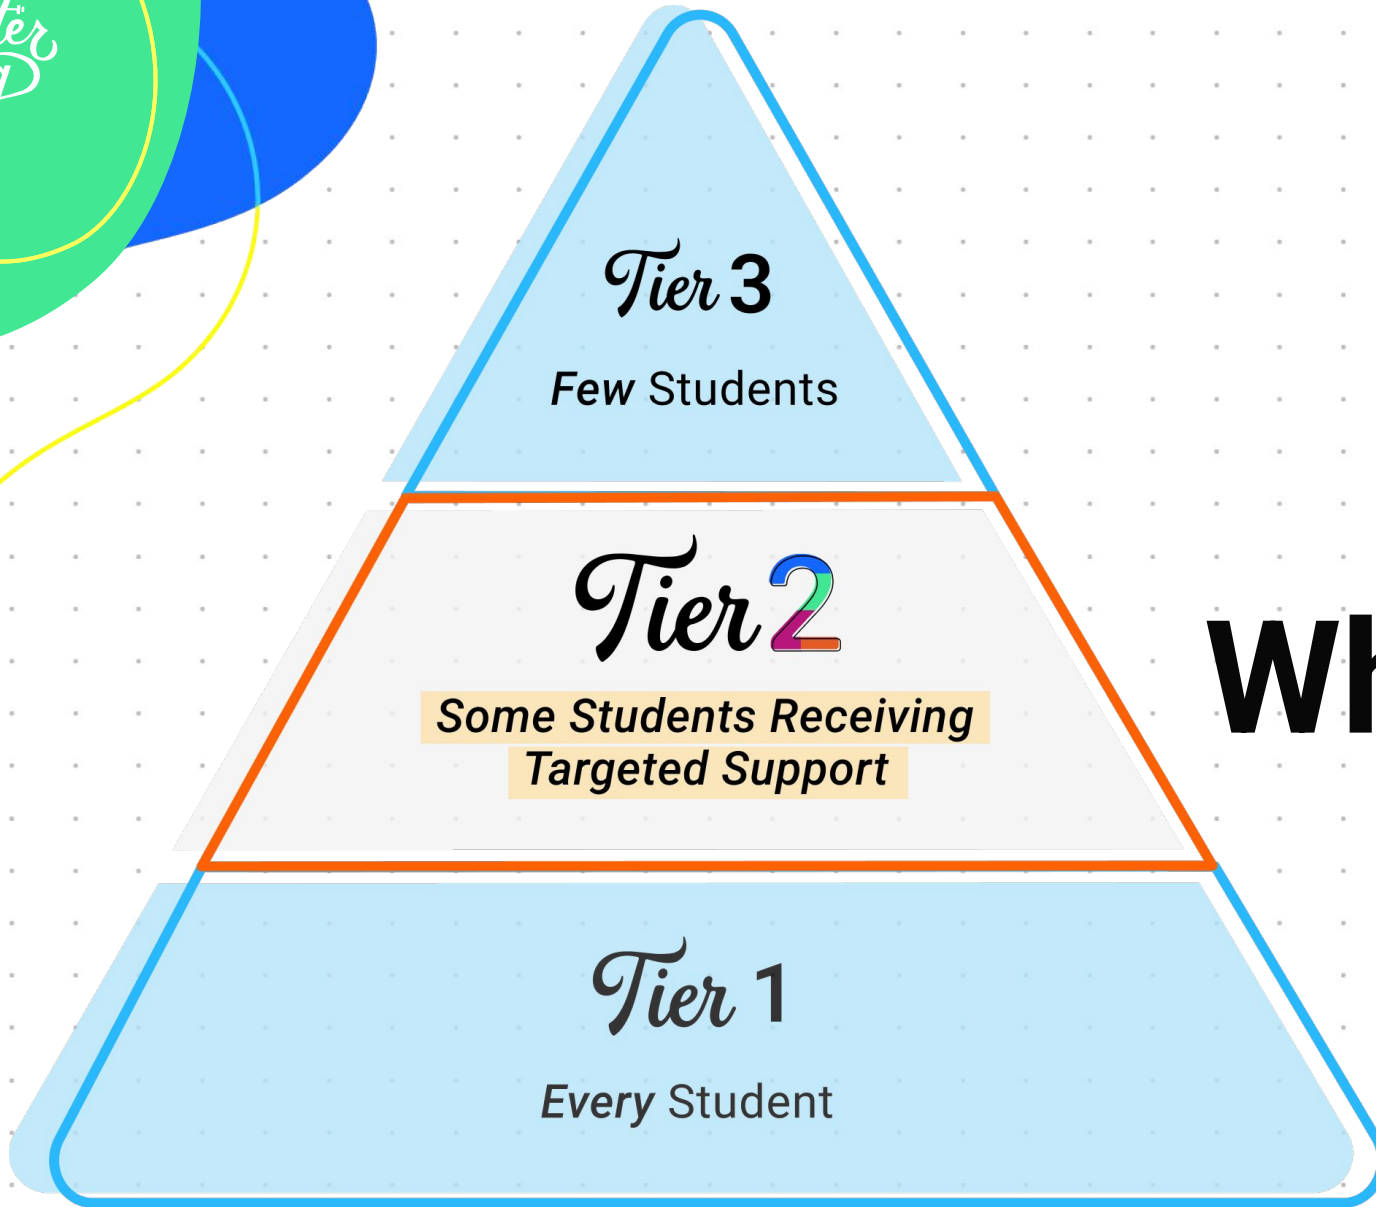 Tier 3
Few Students
Tier 2
Some Students Receiving
Targeted Support
Tier 1
Every Student